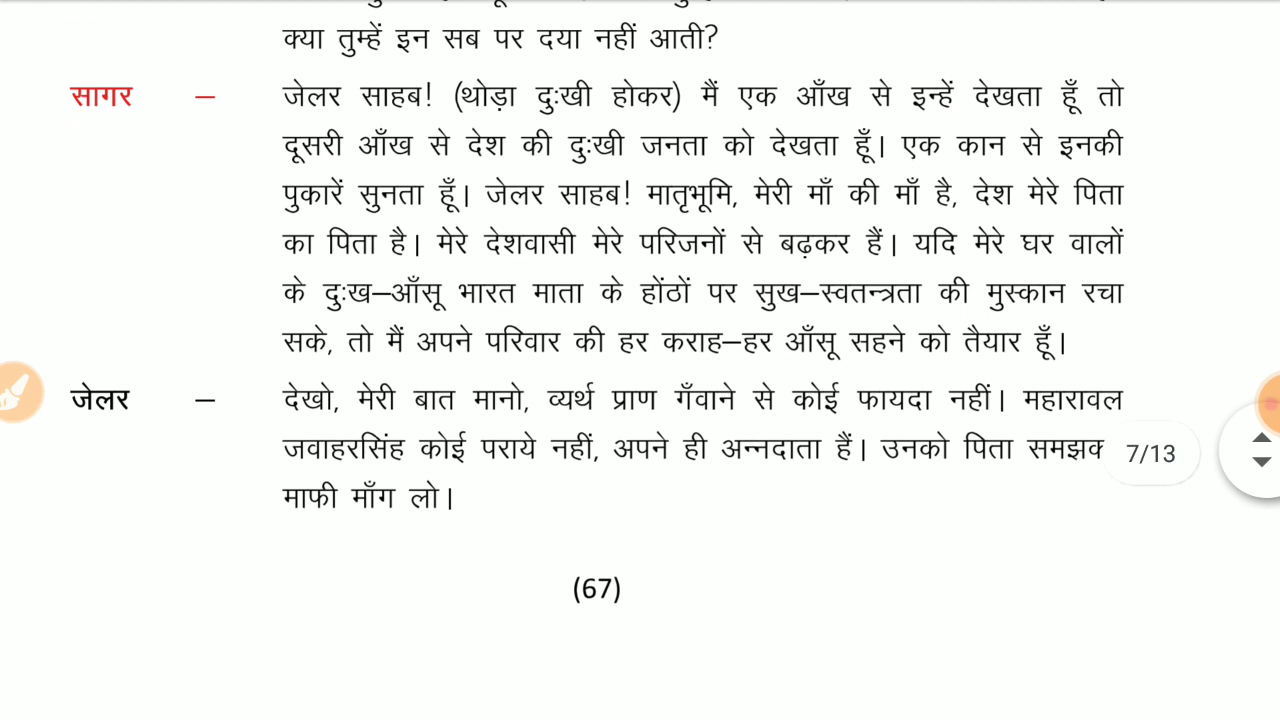 क्या तुम्हें इन सब पर दया नहीं आती?
सागर – जेलर साहब! (थोड़ा दुःखी होकर) मैं एक आँख से इन्हें देखता हूँ तो
दूसरी आँख से देश की दुःखी जनता को देखता हूँ। एक कान से इनकी
पुकारें सुनता हूँ। जेलर साहब! मातृभूमि, मेरी माँ की माँ है, देश मेरे पिता
का पिता है। मेरे देशवासी मेरे परिजनों से बढ़कर हैं। यदि मेरे घर वालों
के दुःख–आँसू भारत माता के होंठों पर सुख–स्वतन्त्रता की मुस्कान रचा
सके, तो मैं अपने परिवार की हर कराह–हर आँसू सहने को तैयार हूँ।
जेलर – देखो, मेरी बात मानो, व्यर्थ प्राण गँवाने से कोई फायदा नहीं। महारावल
जवाहरसिंह कोई पराये नहीं, अपने ही अन्नदाता हैं। उनको पिता
माफी माँग लो।
7/13
(67)